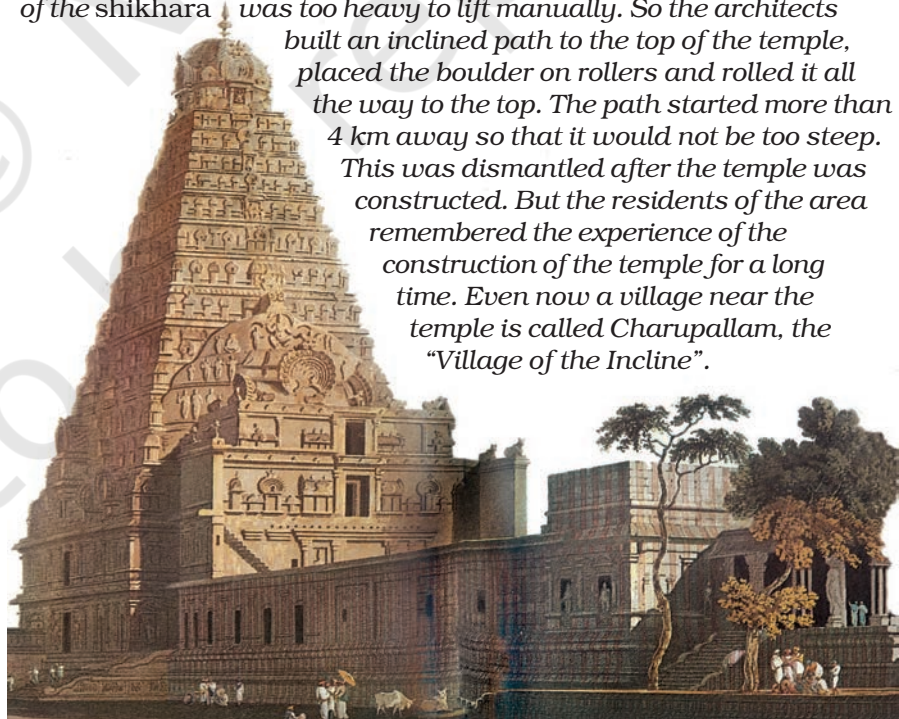 of the shikhara was too heavy to lift manually. So the architects
built an inclined path to the top of the temple,
placed the boulder on rollers and rolled it all
the way to the top. The path started more than
4 km away so that it would not be too steep.
This was dismantled after the temple was
constructed. But the residents of the area
remembered the experience of the
construction of the temple for a long
time. Even now a village near the
temple is called Charupallam, the
“Village of the Incline”.